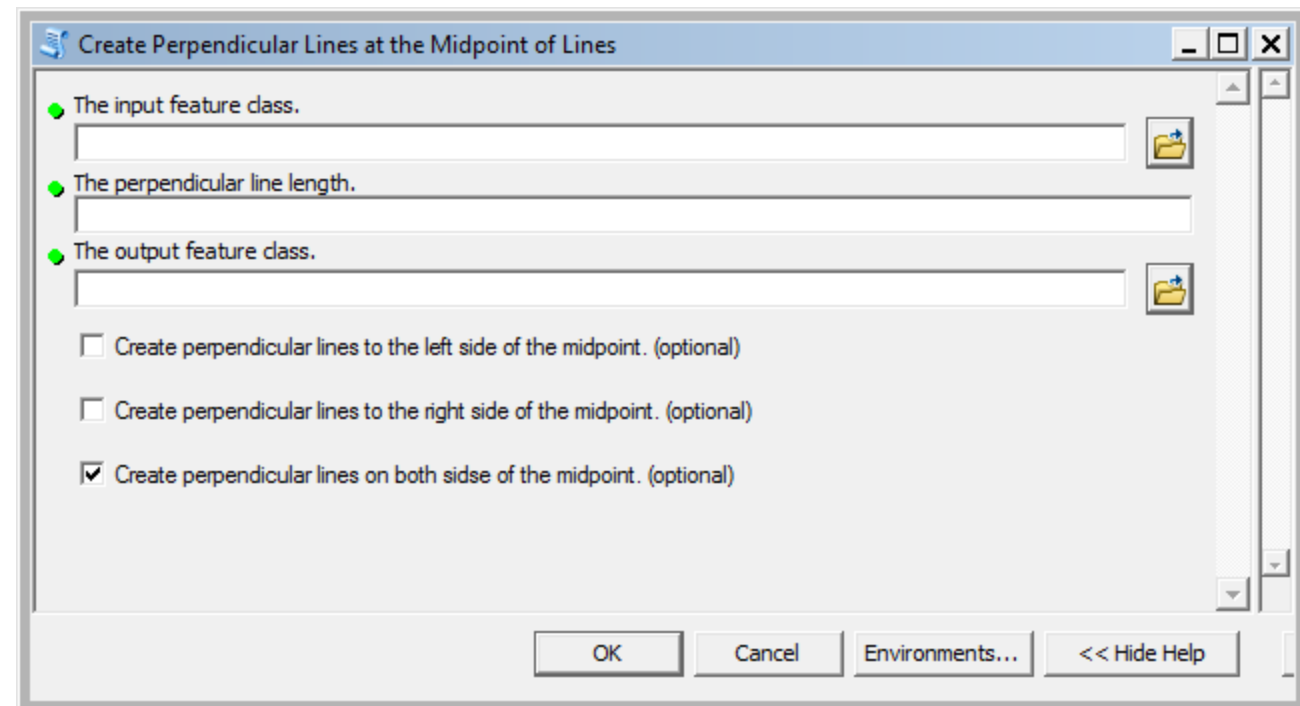 Create Perpendicular Lines at the Midpoint of Lines
The input feature class.
The perpendicular line length.
The output feature class.
Create perpendicular lines to the left side of the midpoint. (optional)
Create perpendicular lines to the right side of the midpoint. (optional)
Create perpendicular lines on both sidse of the midpoint. (optional)
OK Cancel Environments... << Hide Help